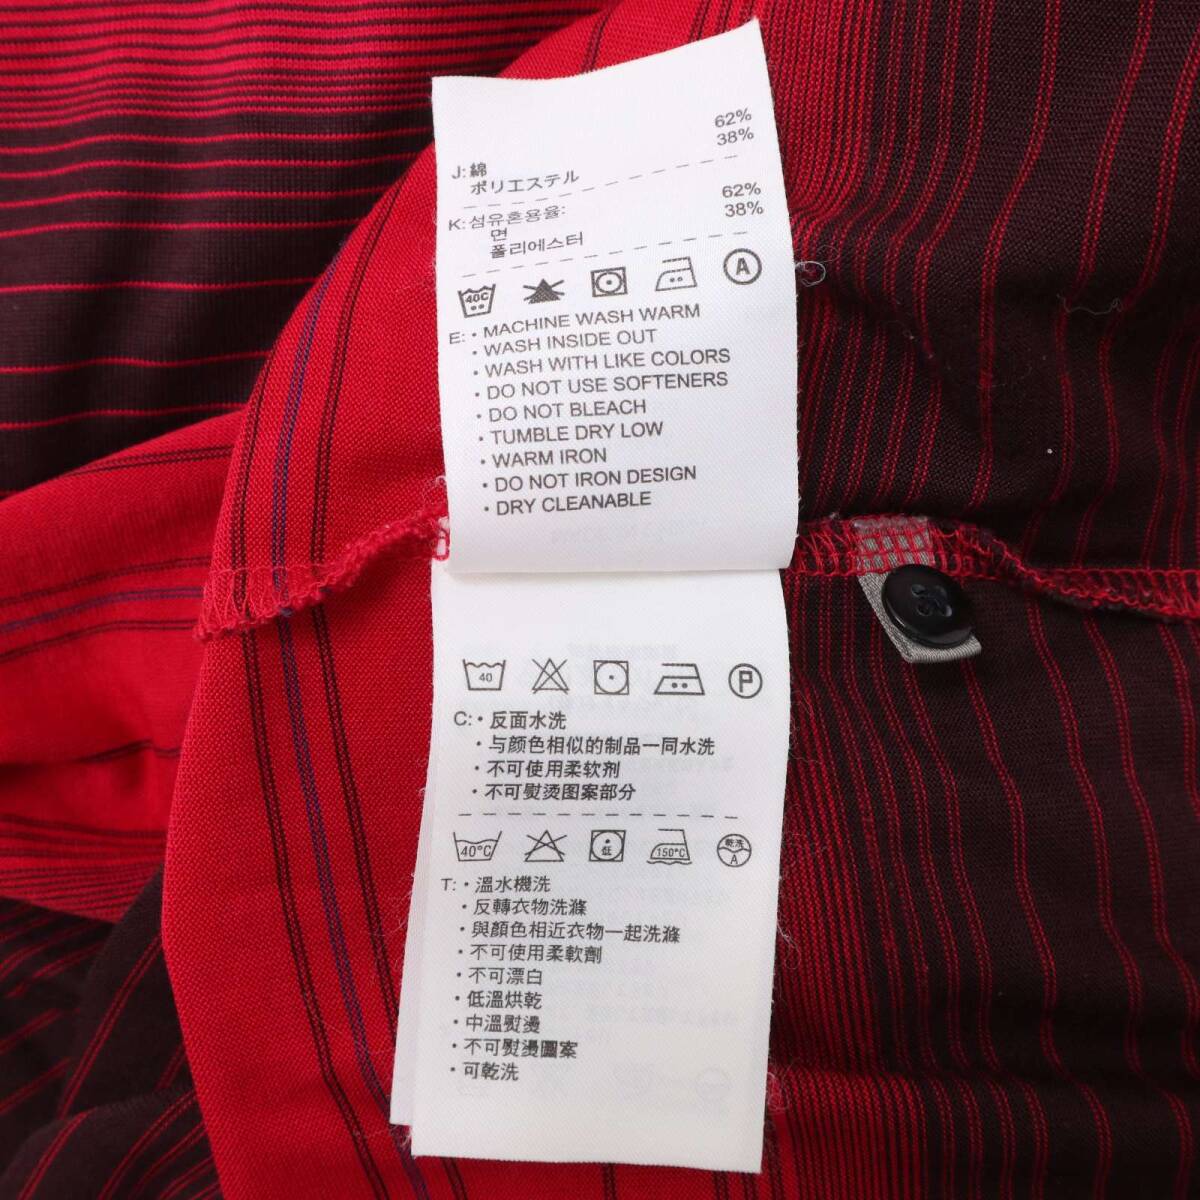 62%
J: 綿 38%
ポリエステル
K: 섬유혼용율: 62%
면 38%
폴리에스터
40C A
E: • MACHINE WASH WARM
• WASH INSIDE OUT
• WASH WITH LIKE COLORS
• DO NOT USE SOFTENERS
• DO NOT BLEACH
• TUMBLE DRY LOW
• WARM IRON
• DO NOT IRON DESIGN
• DRY CLEANABLE
40 P
C: • 反面水洗
• 与颜色相似的制品一同水洗
• 不可使用柔软剂
• 不可熨烫图案部分
40°C 低 150°C 乾洗 A
T: • 溫水機洗
• 反轉衣物洗滌
• 與顏色相近衣物一起洗滌
• 不可使用柔軟劑
• 不可漂白
• 低溫烘乾
• 中溫熨燙
• 不可熨燙圖案
• 可乾洗